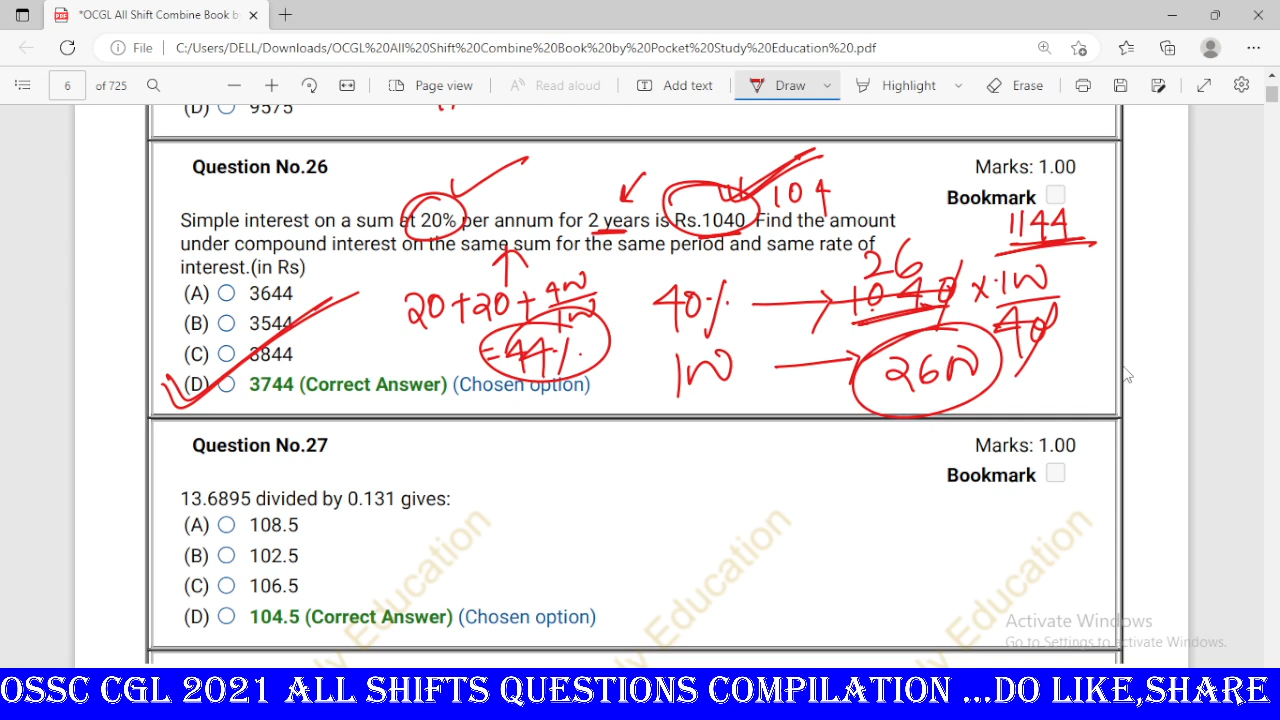 *OCGL All Shift Combine Book by
File
C:/Users/DELL/Downloads/OCGL%20All%20Shift%20Combine%20Book%20by%20Pocket%20Study%20Education%20.pdf
6 of 725
Page view
Read aloud
Add text
Draw
Highlight
Erase
(D) 9575
Question No.26
Marks: 1.00
Bookmark
104
1144
Simple interest on a sum at 20% per annum for 2 years is Rs.1040. Find the amount
under compound interest on the same sum for the same period and same rate of
interest.(in Rs)
(A) 3644
(B) 3544
(C) 3844
(D) 3744 (Correct Answer) (Chosen option)
20+20+ 400/100
=44%
40% → 1040 × 100/40
26
100 → 2600
Question No.27
Marks: 1.00
Bookmark
13.6895 divided by 0.131 gives:
(A) 108.5
(B) 102.5
(C) 106.5
(D) 104.5 (Correct Answer) (Chosen option)
Education
y Education
y Education
Activate Windows
Go to Settings to activate Windows.
OSSC CGL 2021 ALL SHIFTS QUESTIONS COMPILATION ...DO LIKE,SHARE